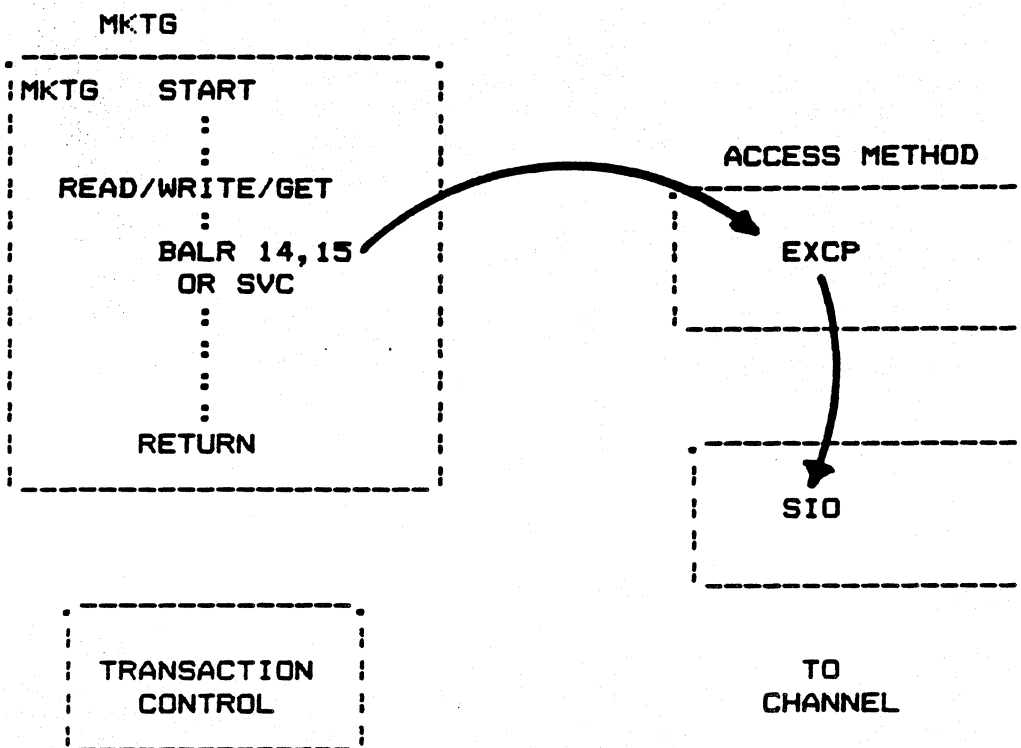 MKTG
MKTG START
READ/WRITE/GET
BALR 14,15
OR SVC
RETURN
ACCESS METHOD
EXCP
SIO
TRANSACTION
CONTROL
TO
CHANNEL